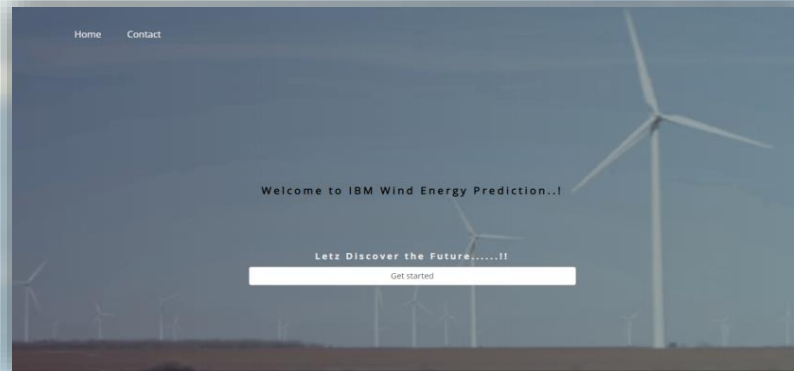 Home Contact
Welcome to IBM Wind Energy Prediction..!
Letz Discover the Future......!!
Get started